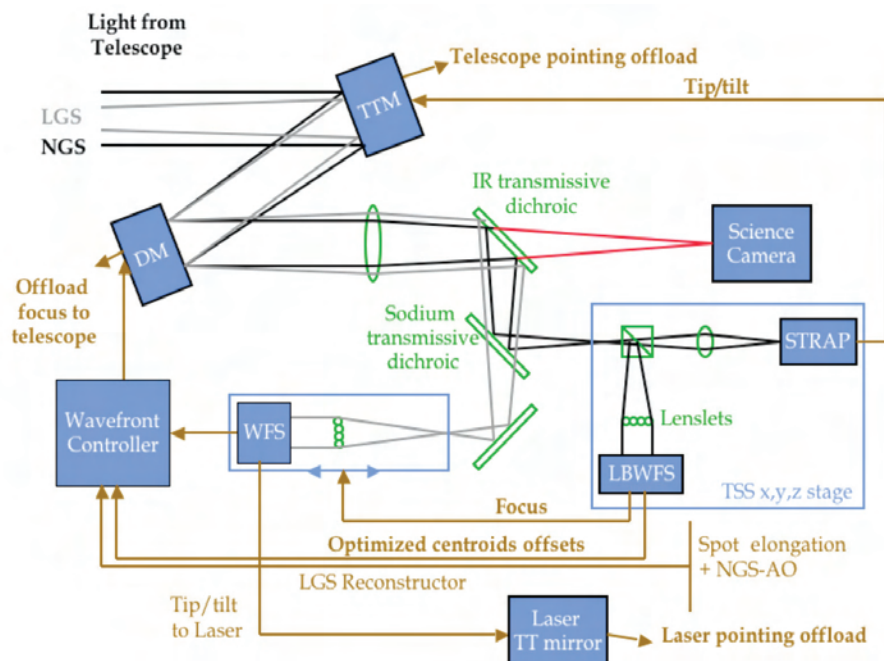 Light from
Telescope
Telescope pointing offload
TTM
Tip/tilt
LGS
NGS
IR transmissive
dichroic
DM
Science
Camera
Offload
focus to
telescope
Sodium
transmissive
dichroic
STRAP
Wavefront
Controller
WFS
Lenslets
LBWFS
TSS x,y,z stage
Focus
Optimized centroids offsets
Spot elongation
+ NGS-AO
LGS Reconstructor
Tip/tilt
to Laser
Laser
TT mirror
Laser pointing offload